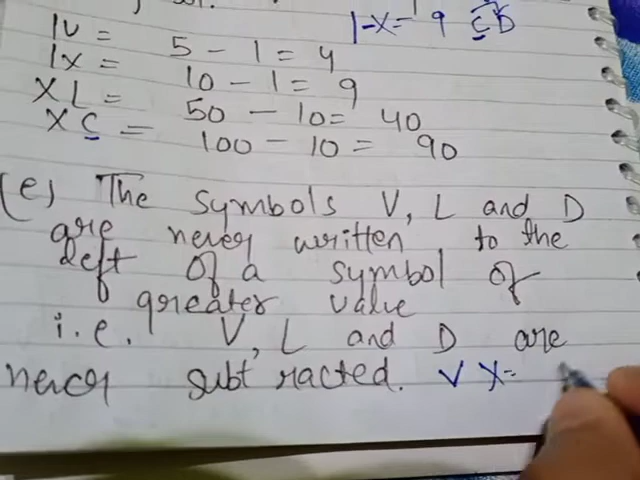 I-X= 9 CD
IV = 5 - 1 = 4
IX = 10 - 1 = 9
XL = 50 - 10 = 40
XC = 100 - 10 = 90
(e) The symbols V, L and D
are never written to the
left of a symbol of
greater value
i.e. V, L and D are
never subtracted. V X=